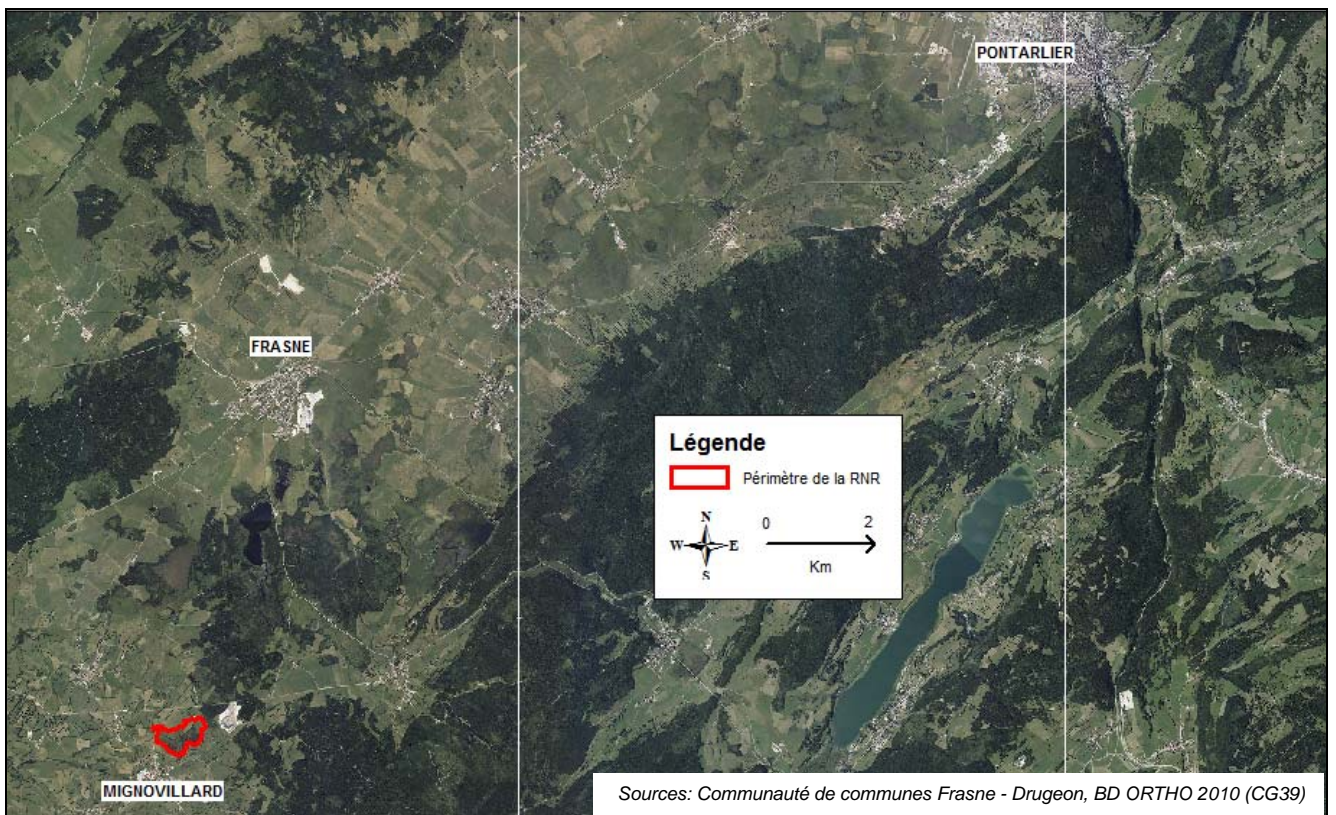 PONTARLIER
FRASNE
Légende
Périmètre de la RNR
N
W E
S
0 2
Km
MIGNOVILLARD
Sources: Communauté de communes Frasne - Drugeon, BD ORTHO 2010 (CG39)